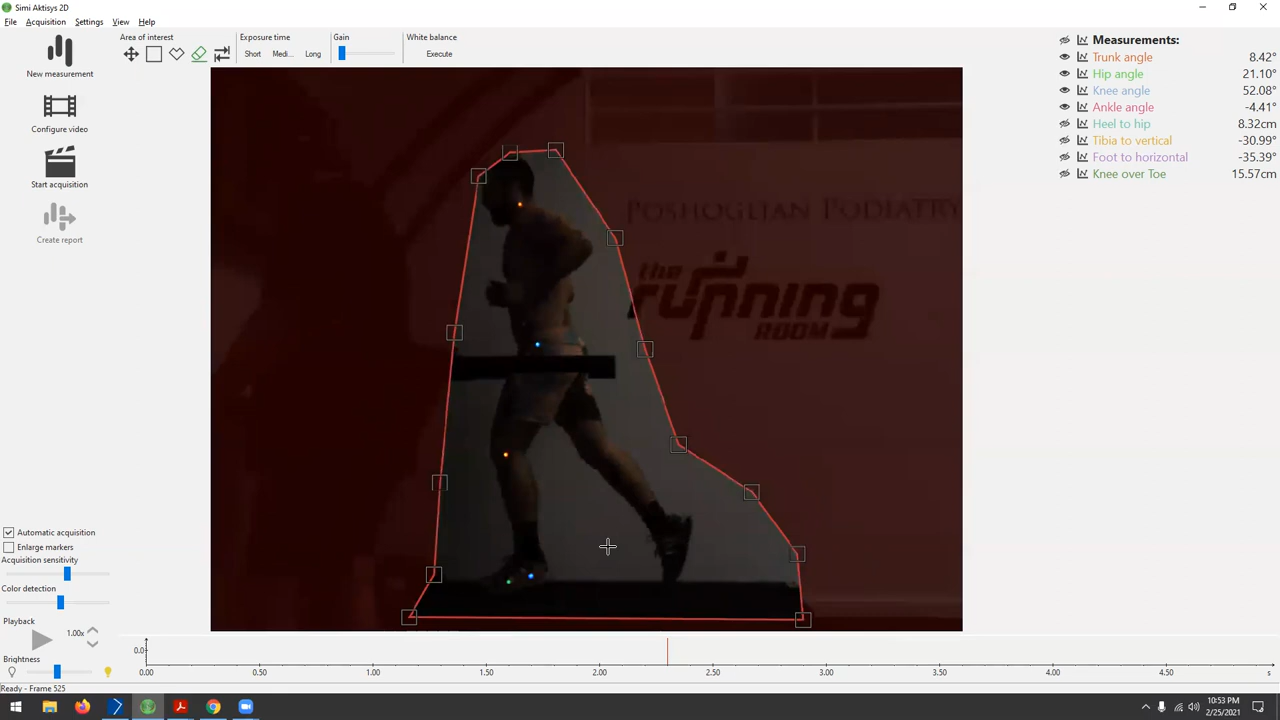 Simi Aktisys 2D
File Acquisition Settings View Help
Area of interest
Exposure time
Gain
White balance
Short Medi... Long
Execute
New measurement
Configure video
Start acquisition
Create report
Measurements:
Trunk angle 8.42°
Hip angle 21.10°
Knee angle 52.08°
Ankle angle -4.41°
Heel to hip 8.32cm
Tibia to vertical -30.99°
Foot to horizontal -35.39°
Knee over Toe 15.57cm
POSHOGHIAN PODIATRY
the
running
ROOM
Automatic acquisition
Enlarge markers
Acquisition sensitivity
Color detection
Playback
1.00x
Brightness
0.0
0.00 0.50 1.00 1.50 2.00 2.50 3.00 3.50 4.00 4.50 s
Ready - Frame 525
10:53 PM
2/25/2021